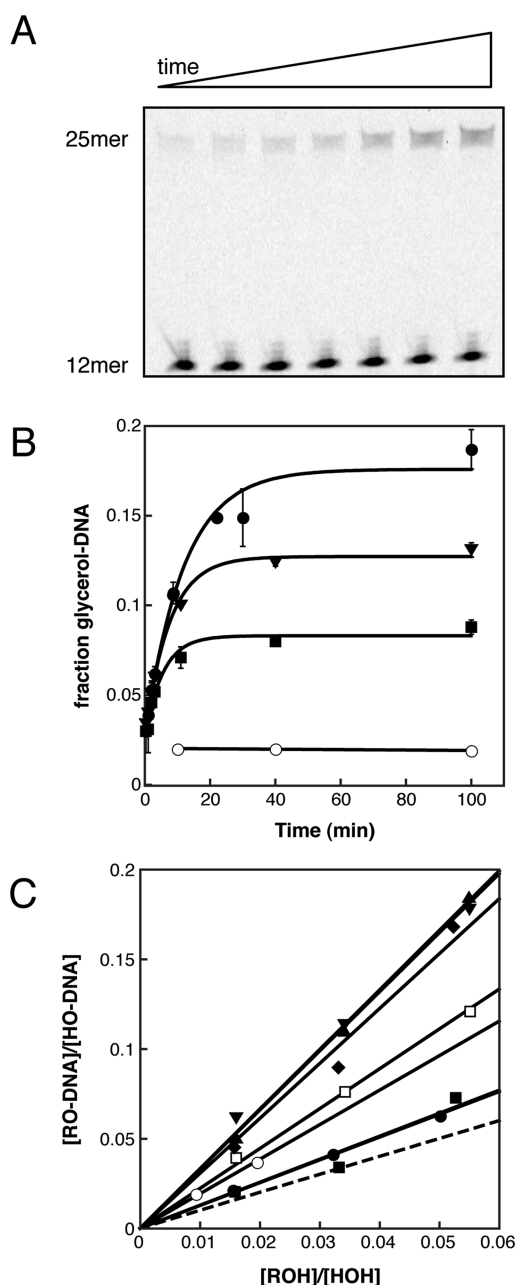 A
time
25mer
12mer
B
0.2
0.15
0.1
0.05
0
fraction glycerol-DNA
0 20 40 60 80 100
Time (min)
C
0.2
0.15
0.1
0.05
0
[RO-DNA]/[HO-DNA]
0 0.01 0.02 0.03 0.04 0.05 0.06
[ROH]/[HOH]